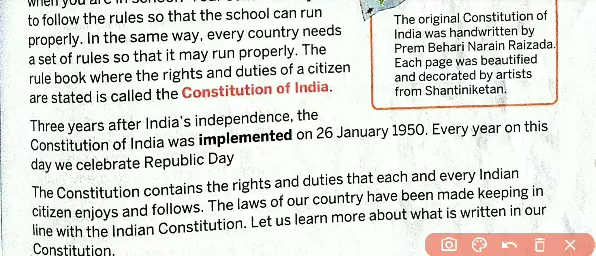 when you are in school
to follow the rules so that the school can run
properly. In the same way, every country needs
a set of rules so that it may run properly. The
rule book where the rights and duties of a citizen
are stated is called the Constitution of India.
The original Constitution of
India was handwritten by
Prem Behari Narain Raizada.
Each page was beautified
and decorated by artists
from Shantiniketan.
Three years after India's independence, the
Constitution of India was implemented on 26 January 1950. Every year on this
day we celebrate Republic Day
The Constitution contains the rights and duties that each and every Indian
citizen enjoys and follows. The laws of our country have been made keeping in
line with the Indian Constitution. Let us learn more about what is written in our
Constitution.